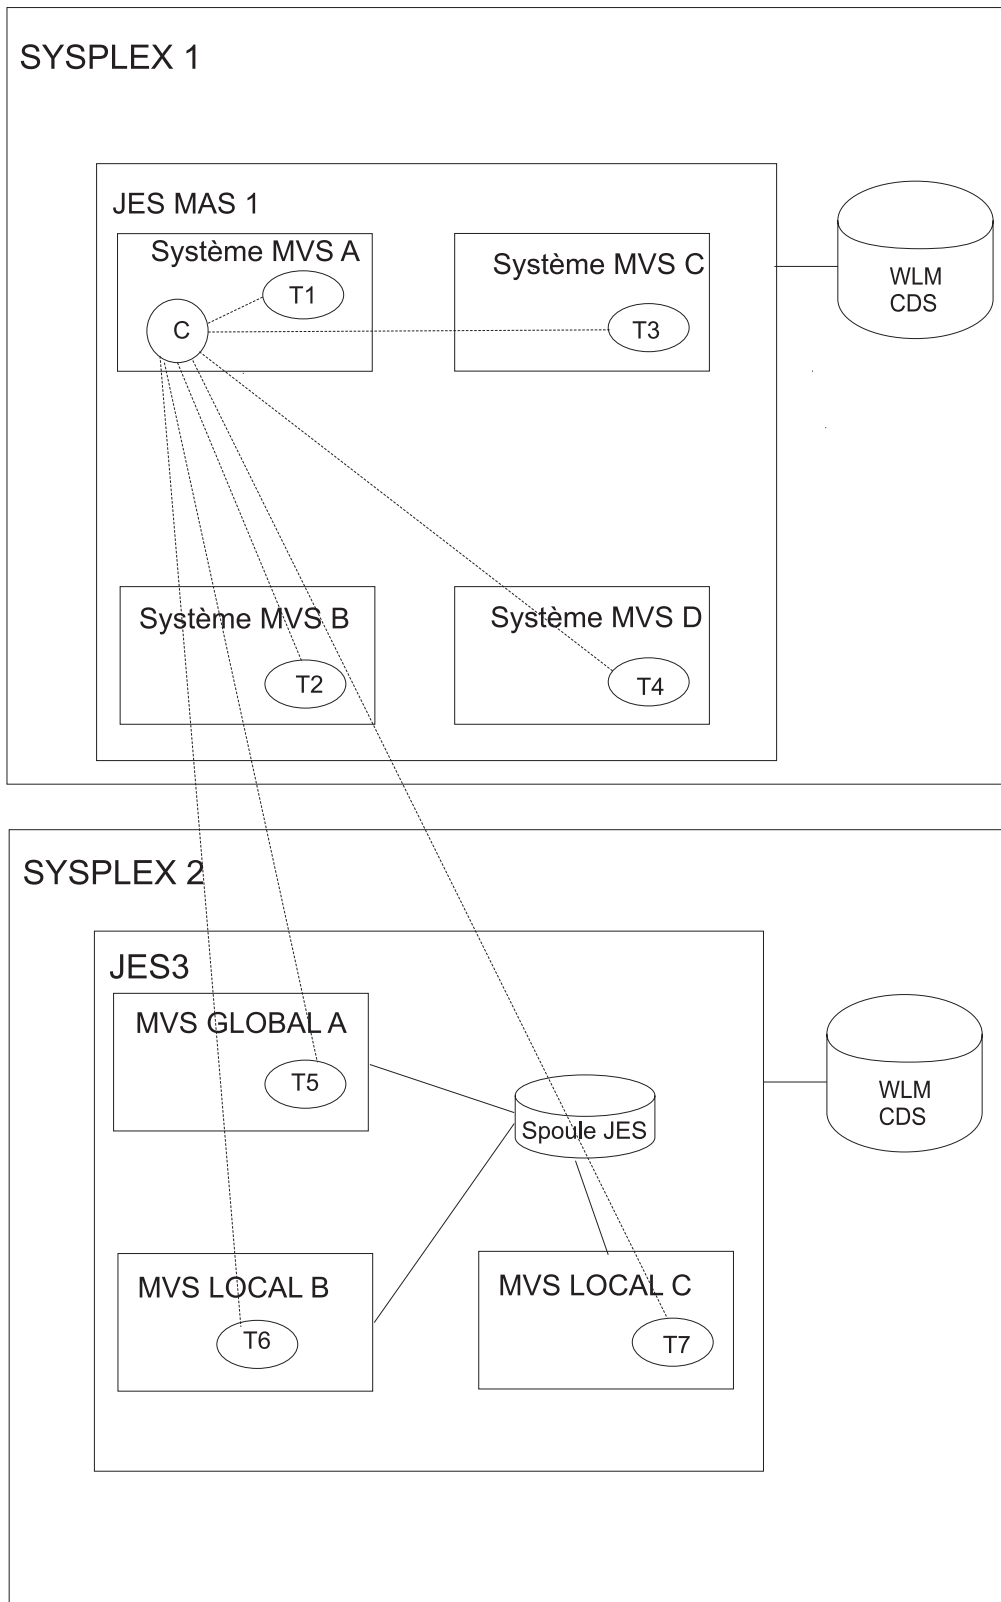 SYSPLEX 1
JES MAS 1
Système MVS A
T1
C
Système MVS C
T3
WLM
CDS
Système MVS B
T2
Système MVS D
T4
SYSPLEX 2
JES3
MVS GLOBAL A
T5
Spoule JES
WLM
CDS
MVS LOCAL B
T6
MVS LOCAL C
T7